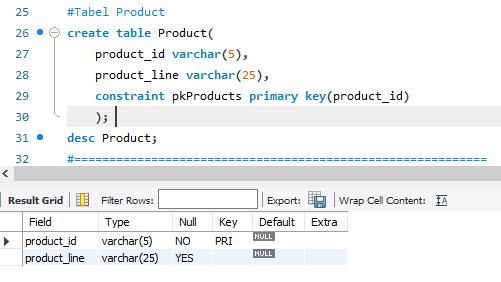 25 #Tabel Product
26 create table Product(
27 product_id varchar(5),
28 product_line varchar(25),
29 constraint pkProducts primary key(product_id)
30 );
31 desc Product;
32 #============================================================
Result Grid Filter Rows: Export: Wrap Cell Content:
Field Type Null Key Default Extra
product_id varchar(5) NO PRI NULL
product_line varchar(25) YES NULL